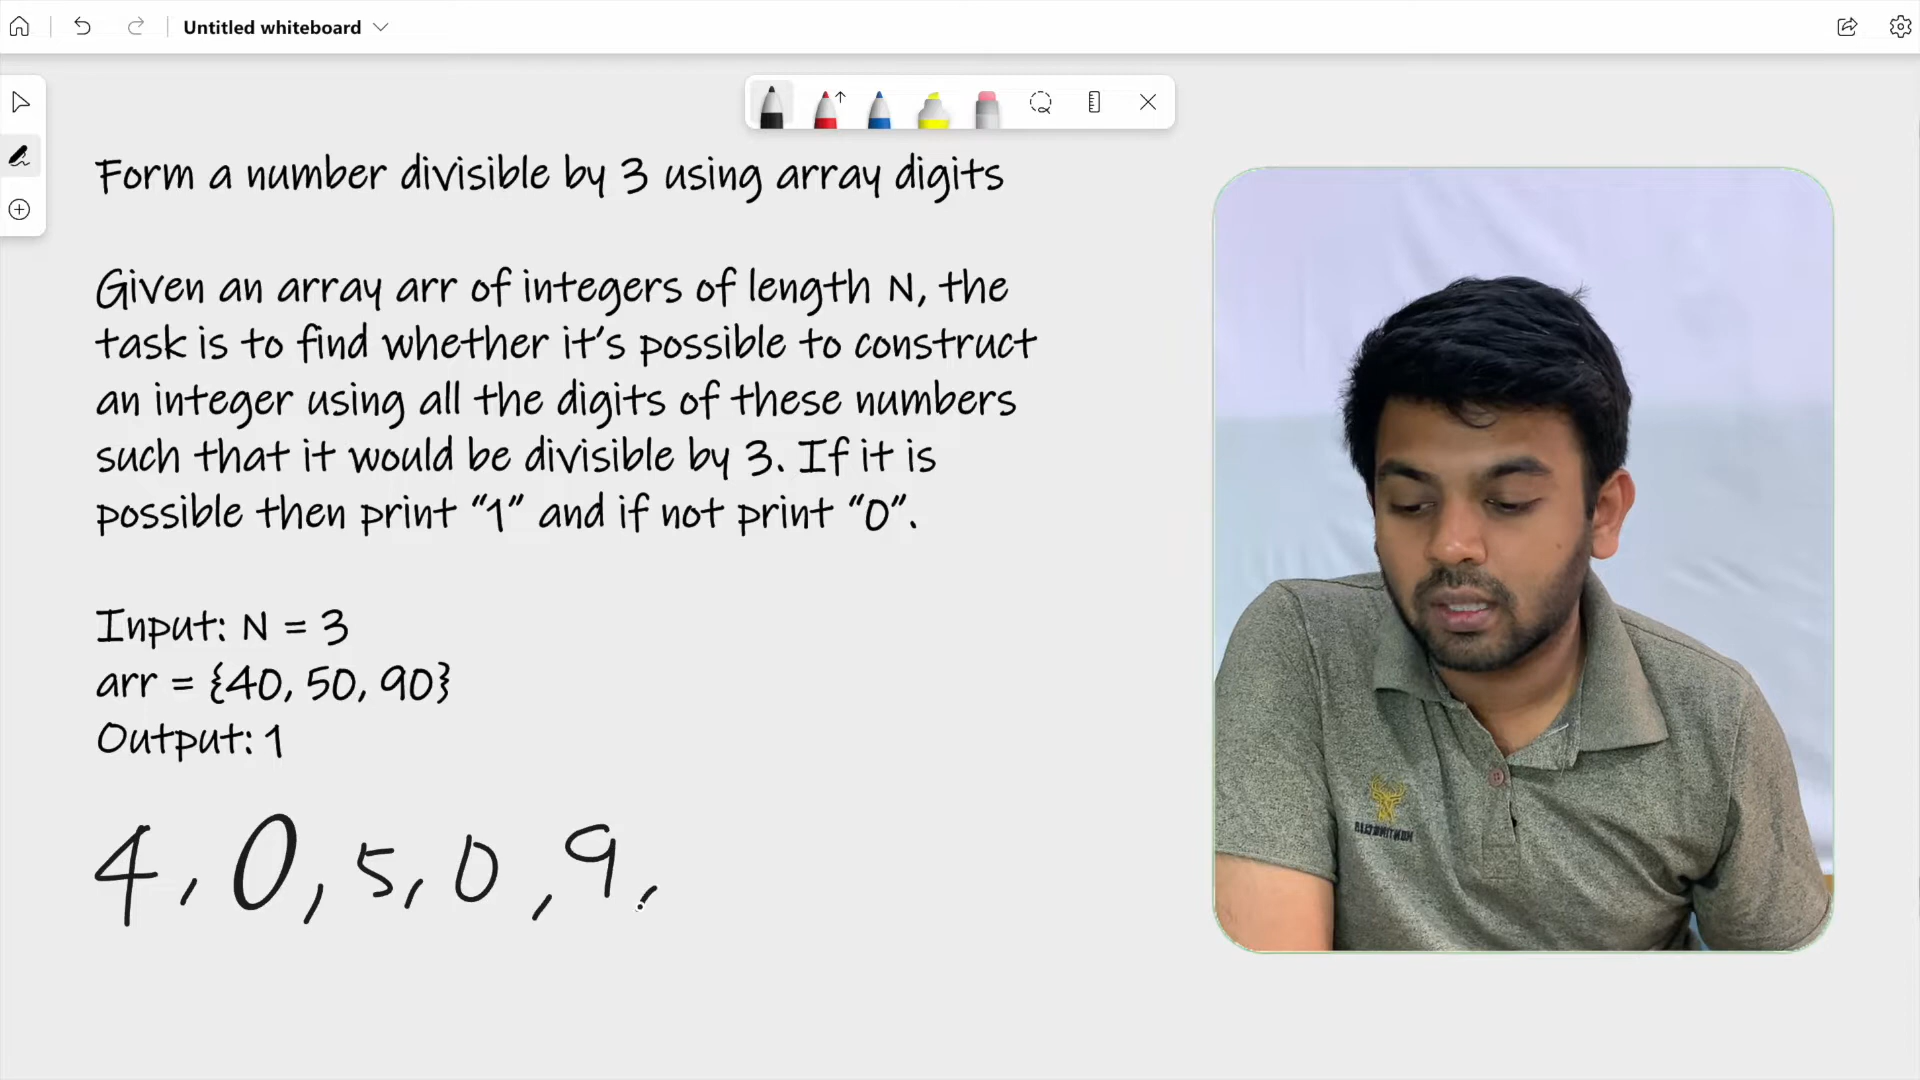 Untitled whiteboard
Form a number divisible by 3 using array digits
Given an array arr of integers of length N, the
task is to find whether it's possible to construct
an integer using all the digits of these numbers
such that it would be divisible by 3. If it is
possible then print "1" and if not print "0".
Input: N = 3
arr = {40, 50, 90}
Output: 1
4, 0, 5, 0, 9,